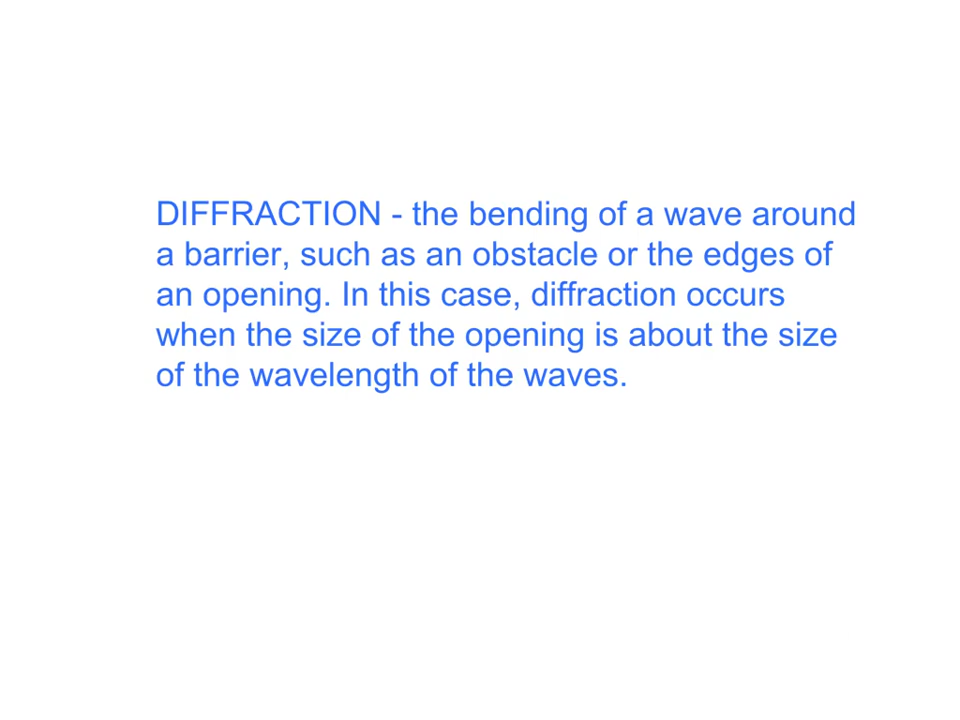 DIFFRACTION - the bending of a wave around
a barrier, such as an obstacle or the edges of
an opening. In this case, diffraction occurs
when the size of the opening is about the size
of the wavelength of the waves.